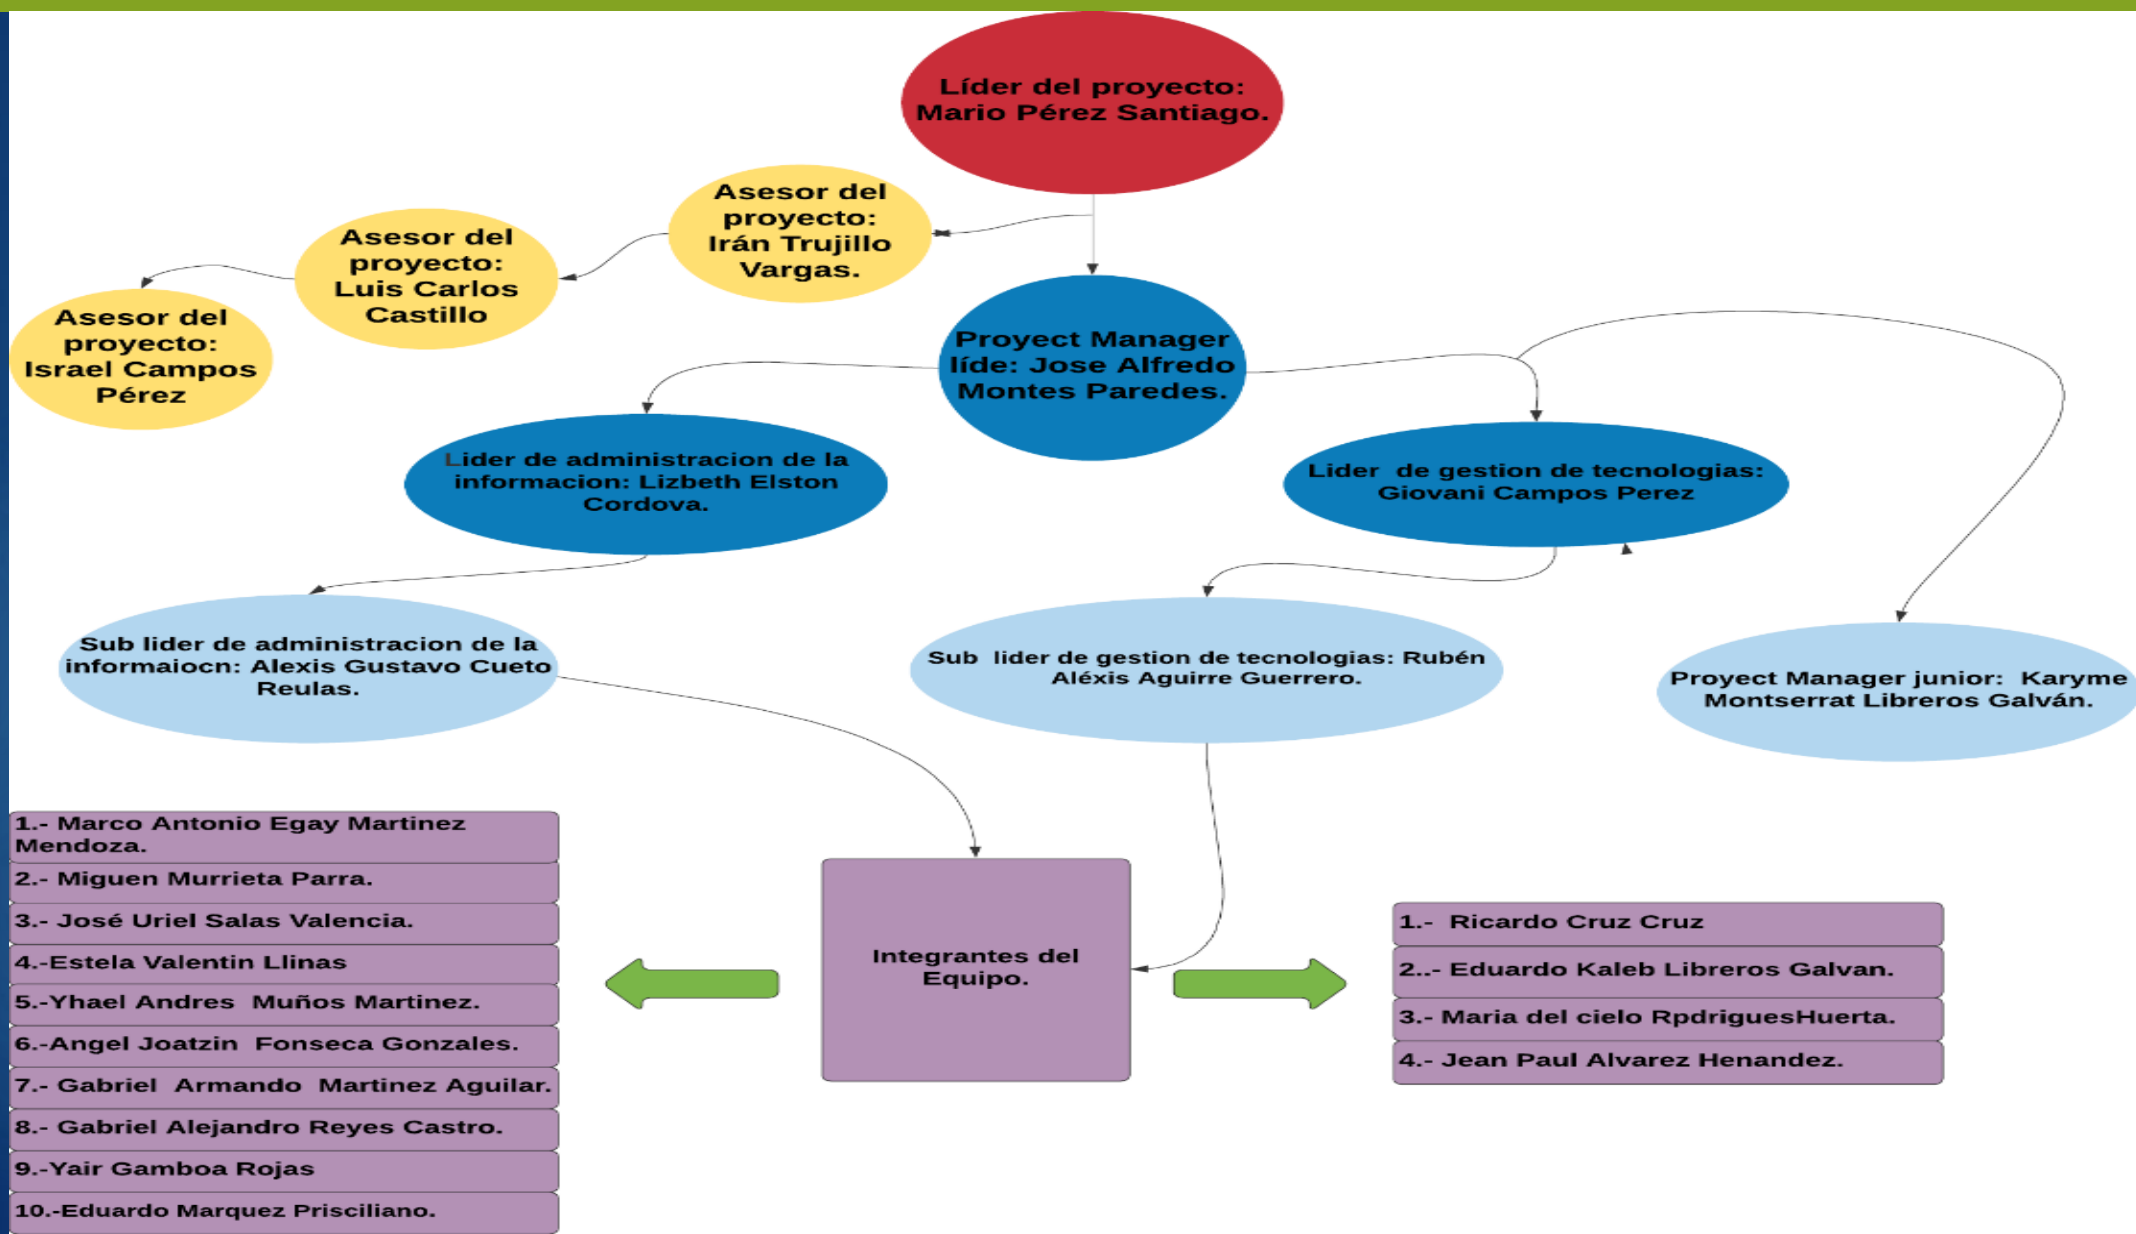 Líder del proyecto:
Mario Pérez Santiago.
Asesor del
proyecto:
Irán Trujillo
Vargas.
Asesor del
proyecto:
Luis Carlos
Castillo
Asesor del
proyecto:
Israel Campos
Pérez
Proyect Manager
líde: Jose Alfredo
Montes Paredes.
Lider de administracion de la
informacion: Lizbeth Elston
Cordova.
Lider de gestion de tecnologias:
Giovani Campos Perez
Sub lider de administracion de la
informaiocn: Alexis Gustavo Cueto
Reulas.
Sub lider de gestion de tecnologias: Rubén
Aléxis Aguirre Guerrero.
Proyect Manager junior: Karyme
Montserrat Libreros Galván.
1.- Marco Antonio Egay Martinez
Mendoza.
2.- Miguen Murrieta Parra.
3.- José Uriel Salas Valencia.
4.-Estela Valentin Llinas
5.-Yhael Andres Muños Martinez.
6.-Angel Joatzin Fonseca Gonzales.
7.- Gabriel Armando Martinez Aguilar.
8.- Gabriel Alejandro Reyes Castro.
9.-Yair Gamboa Rojas
10.-Eduardo Marquez Prisciliano.
Integrantes del
Equipo.
1.- Ricardo Cruz Cruz
2..- Eduardo Kaleb Libreros Galvan.
3.- Maria del cielo RpdriguesHuerta.
4.- Jean Paul Alvarez Henandez.